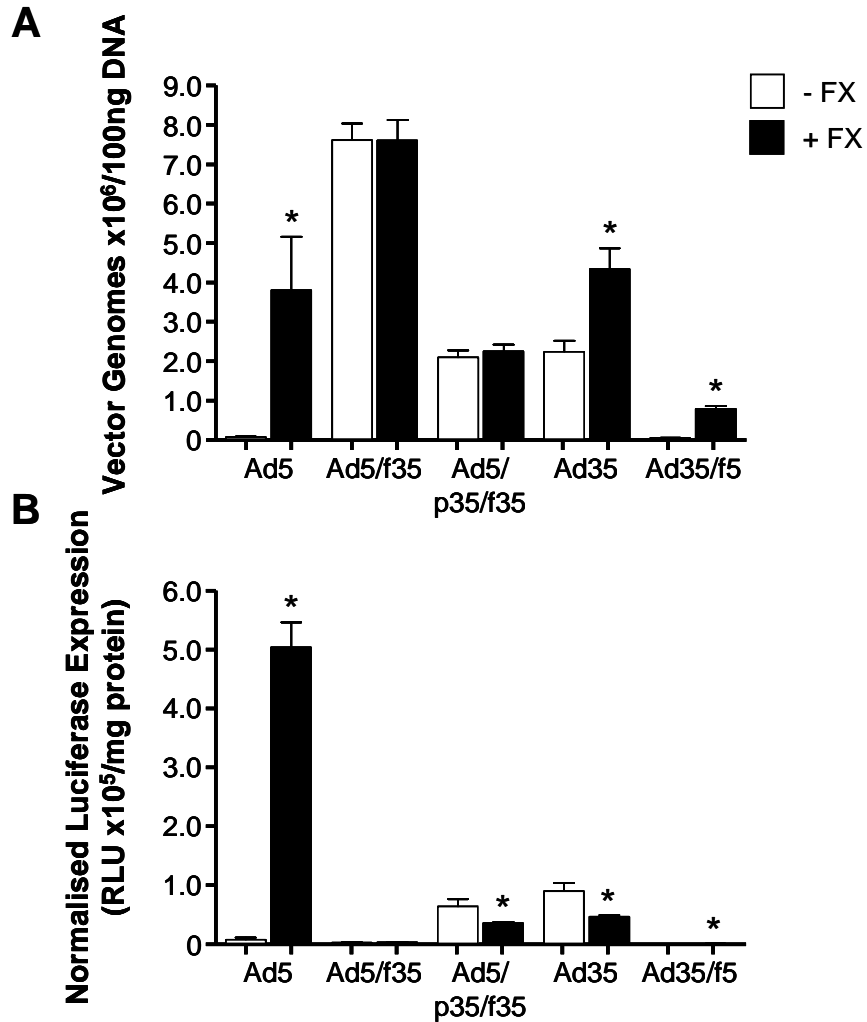 A
Vector Genomes x10⁶/100ng DNA
9.0
8.0
7.0
6.0
5.0
4.0
3.0
2.0
1.0
0
*
*
*
- FX
+ FX
Ad5
Ad5/f35
Ad5/
p35/f35
Ad35
Ad35/f5
B
Normalised Luciferase Expression
(RLU x10⁵/mg protein)
6.0
5.0
4.0
3.0
2.0
1.0
0
*
*
*
*
Ad5
Ad5/f35
Ad5/
p35/f35
Ad35
Ad35/f5